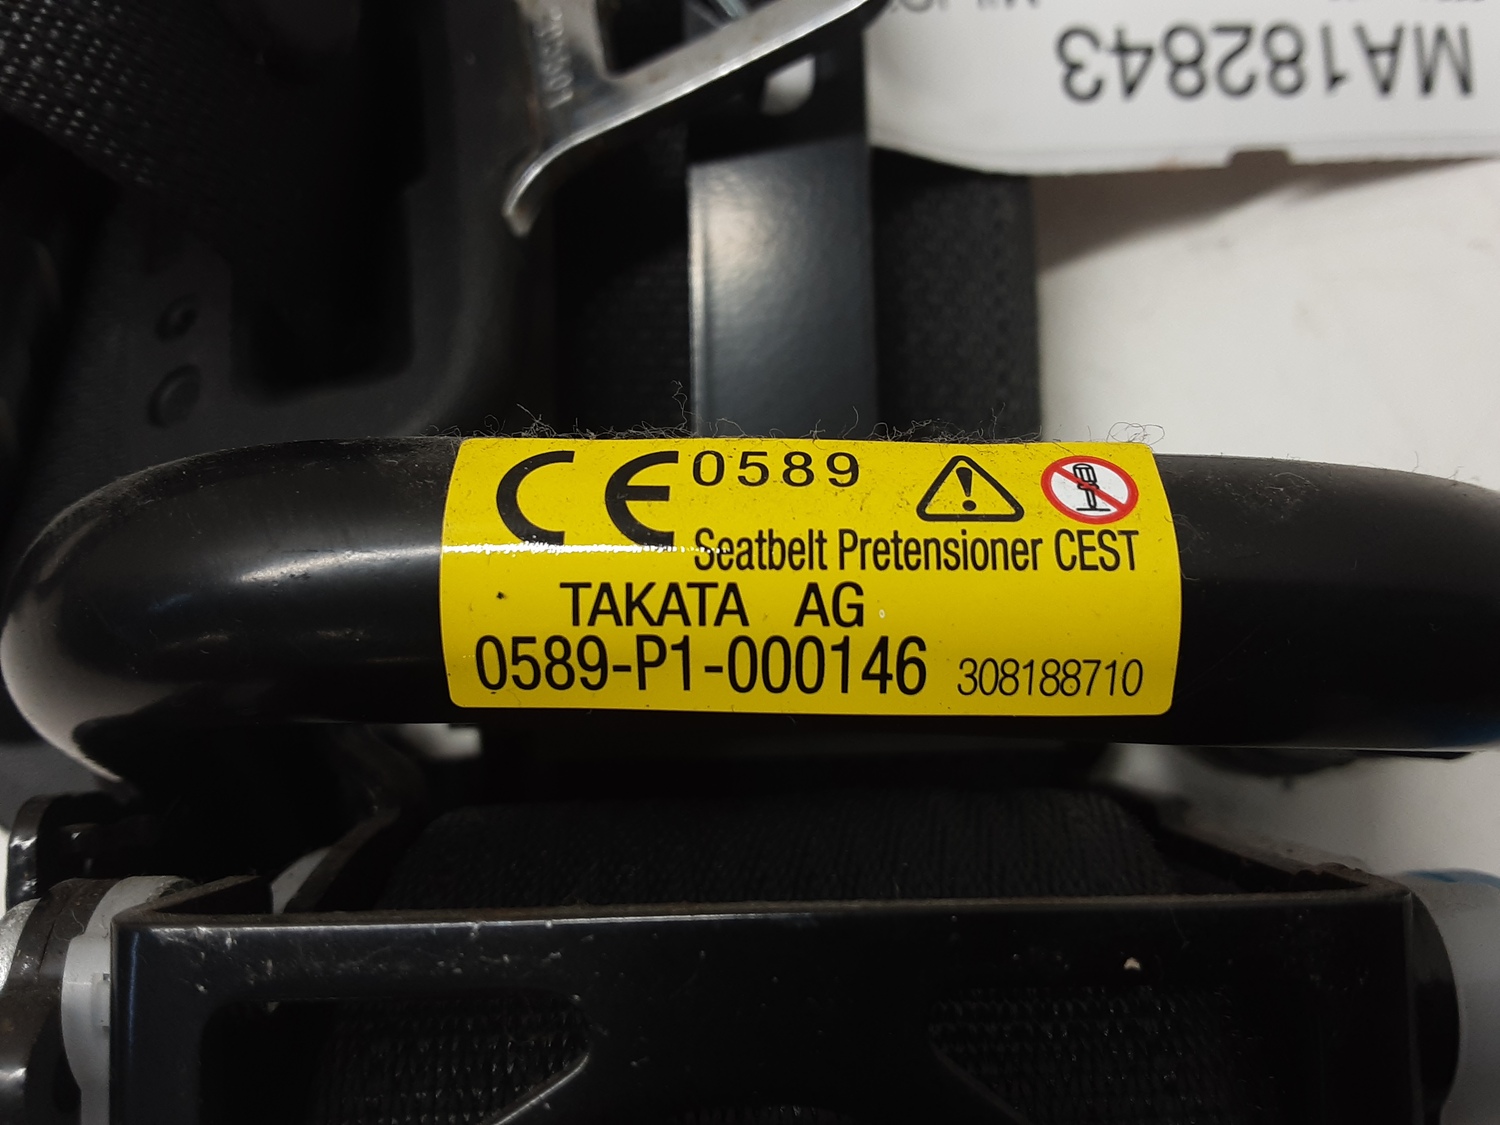 MA182843
CE 0589
Seatbelt Pretensioner CEST
TAKATA AG
0589-P1-000146 308188710